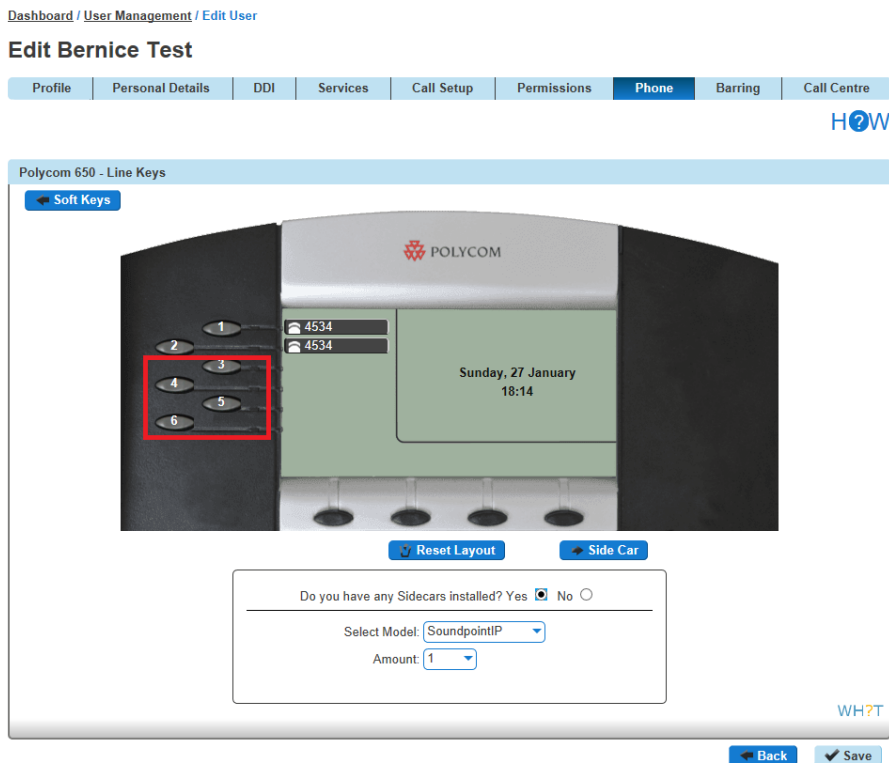 Dashboard / User Management / Edit User
Edit Bernice Test
Profile Personal Details DDI Services Call Setup Permissions Phone Barring Call Centre
H?W
Polycom 650 - Line Keys
Soft Keys
POLYCOM
1 4534
2 4534
3
4
5
6
Sunday, 27 January
18:14
Reset Layout Side Car
Do you have any Sidecars installed? Yes No
Select Model: SoundpointIP
Amount: 1
WH?T
Back Save